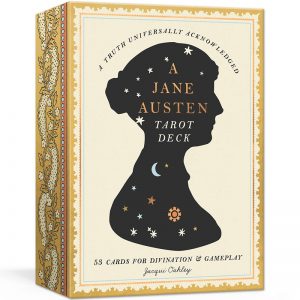 A TRUTH UNIVERSALLY ACKNOWLEDGED
A
JANE
AUSTEN
TAROT
DECK
53 CARDS FOR DIVINATION & GAMEPLAY
Jacqui Oakley